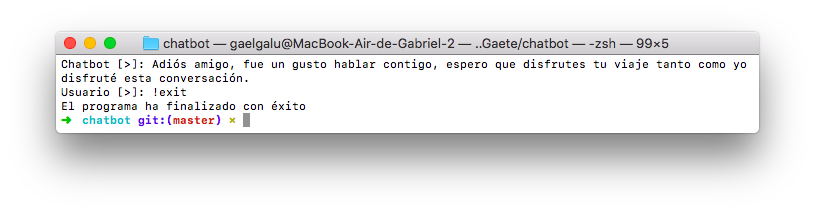 chatbot — gaelgalu@MacBook-Air-de-Gabriel-2 — ..Gaete/chatbot — -zsh — 99×5
Chatbot [>]: Adiós amigo, fue un gusto hablar contigo, espero que disfrutes tu viaje tanto como yo
disfruté esta conversación.
Usuario [>]: !exit
El programa ha finalizado con éxito
➜  chatbot git:(master) ✗